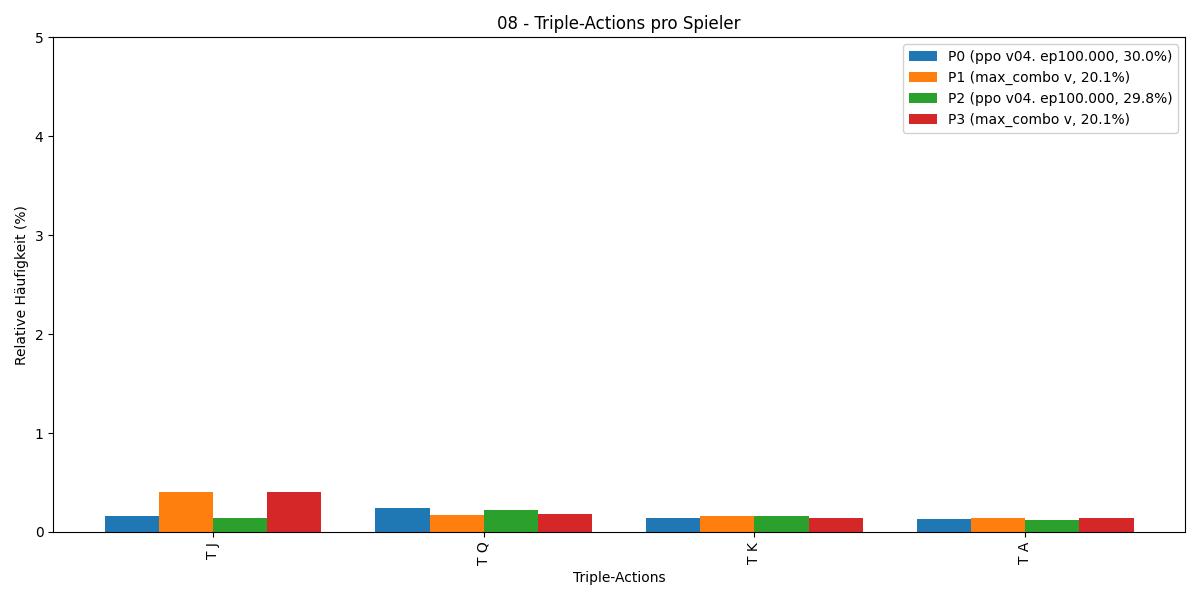 08 - Triple-Actions pro Spieler
P0 (ppo v04. ep100.000, 30.0%)
P1 (max_combo v, 20.1%)
P2 (ppo v04. ep100.000, 29.8%)
P3 (max_combo v, 20.1%)
Relative Häufigkeit (%)
5
4
3
2
1
0
T J
T Q
T K
T A
Triple-Actions